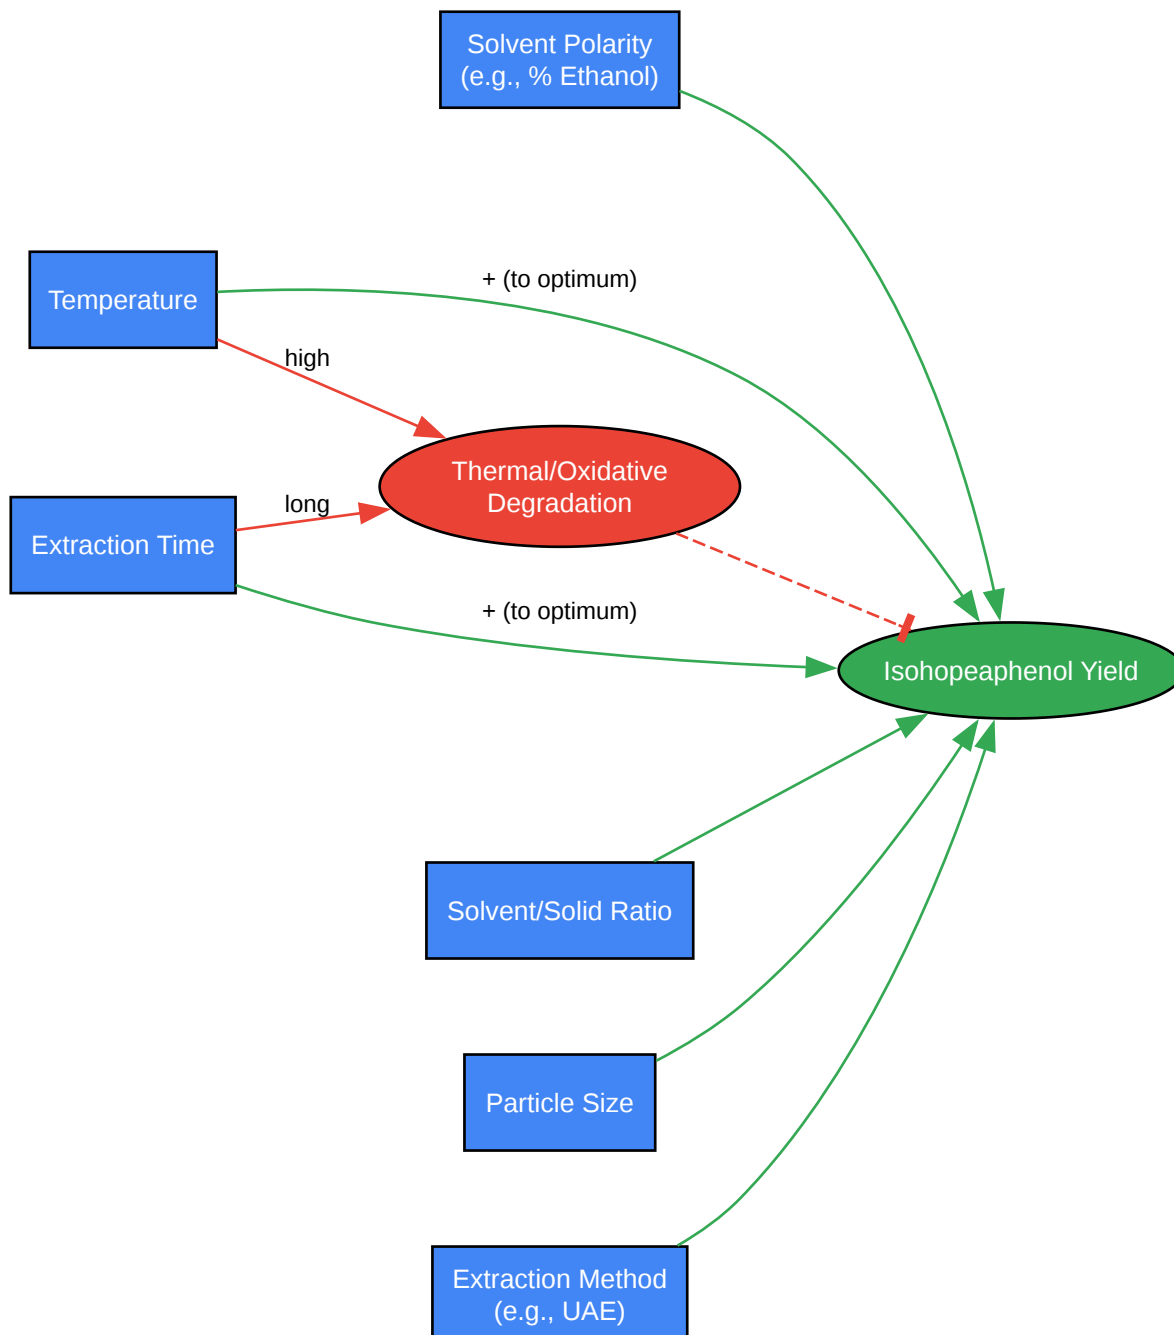 Solvent Polarity
(e.g., % Ethanol)
+ (to optimum)
Temperature
high
Thermal/Oxidative
Degradation
long
Extraction Time
+ (to optimum)
Isohopeaphenol Yield
Solvent/Solid Ratio
Particle Size
Extraction Method
(e.g., UAE)